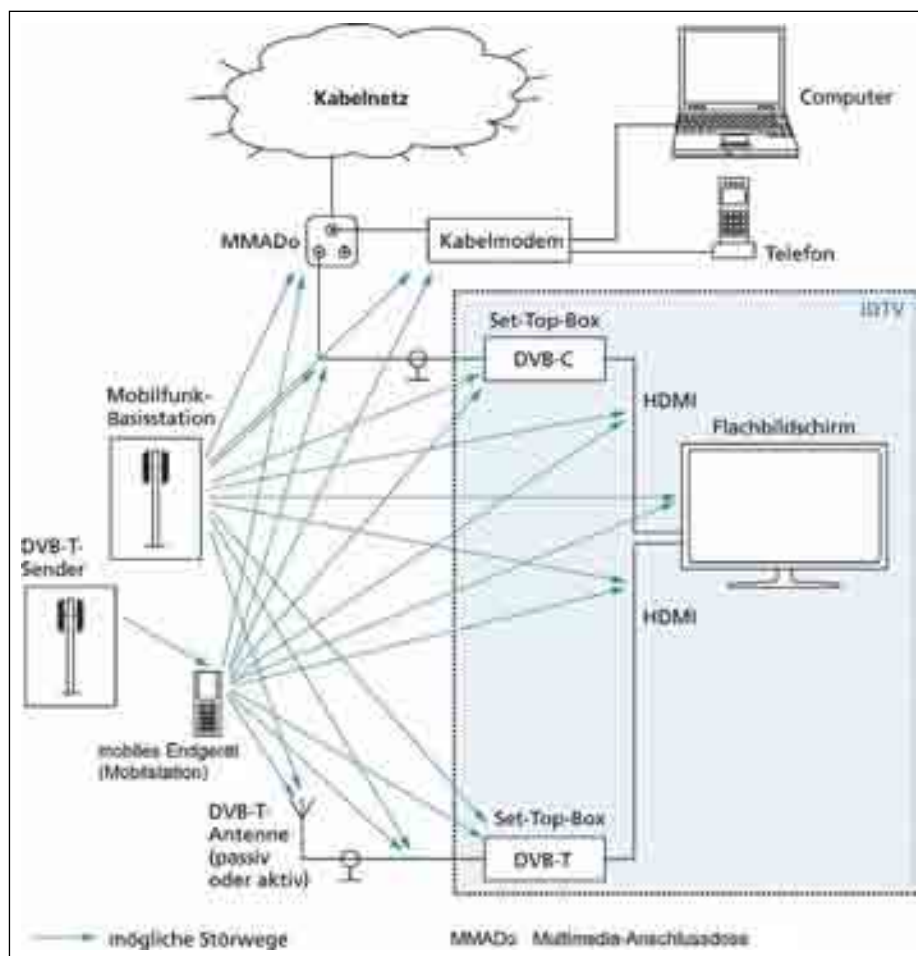 Kabelnetz
Computer
MMADo
Kabelmodem
Telefon
iDTV
Set-Top-Box
DVB-C
Mobilfunk-
Basisstation
HDMI
Flachbildschirm
DVB-T-
Sender
HDMI
mobiles Endgerät
(Mobilstation)
DVB-T-
Antenne
(passiv
oder aktiv)
Set-Top-Box
DVB-T
mögliche Störwege
MMADo Multimedia-Anschlussdose